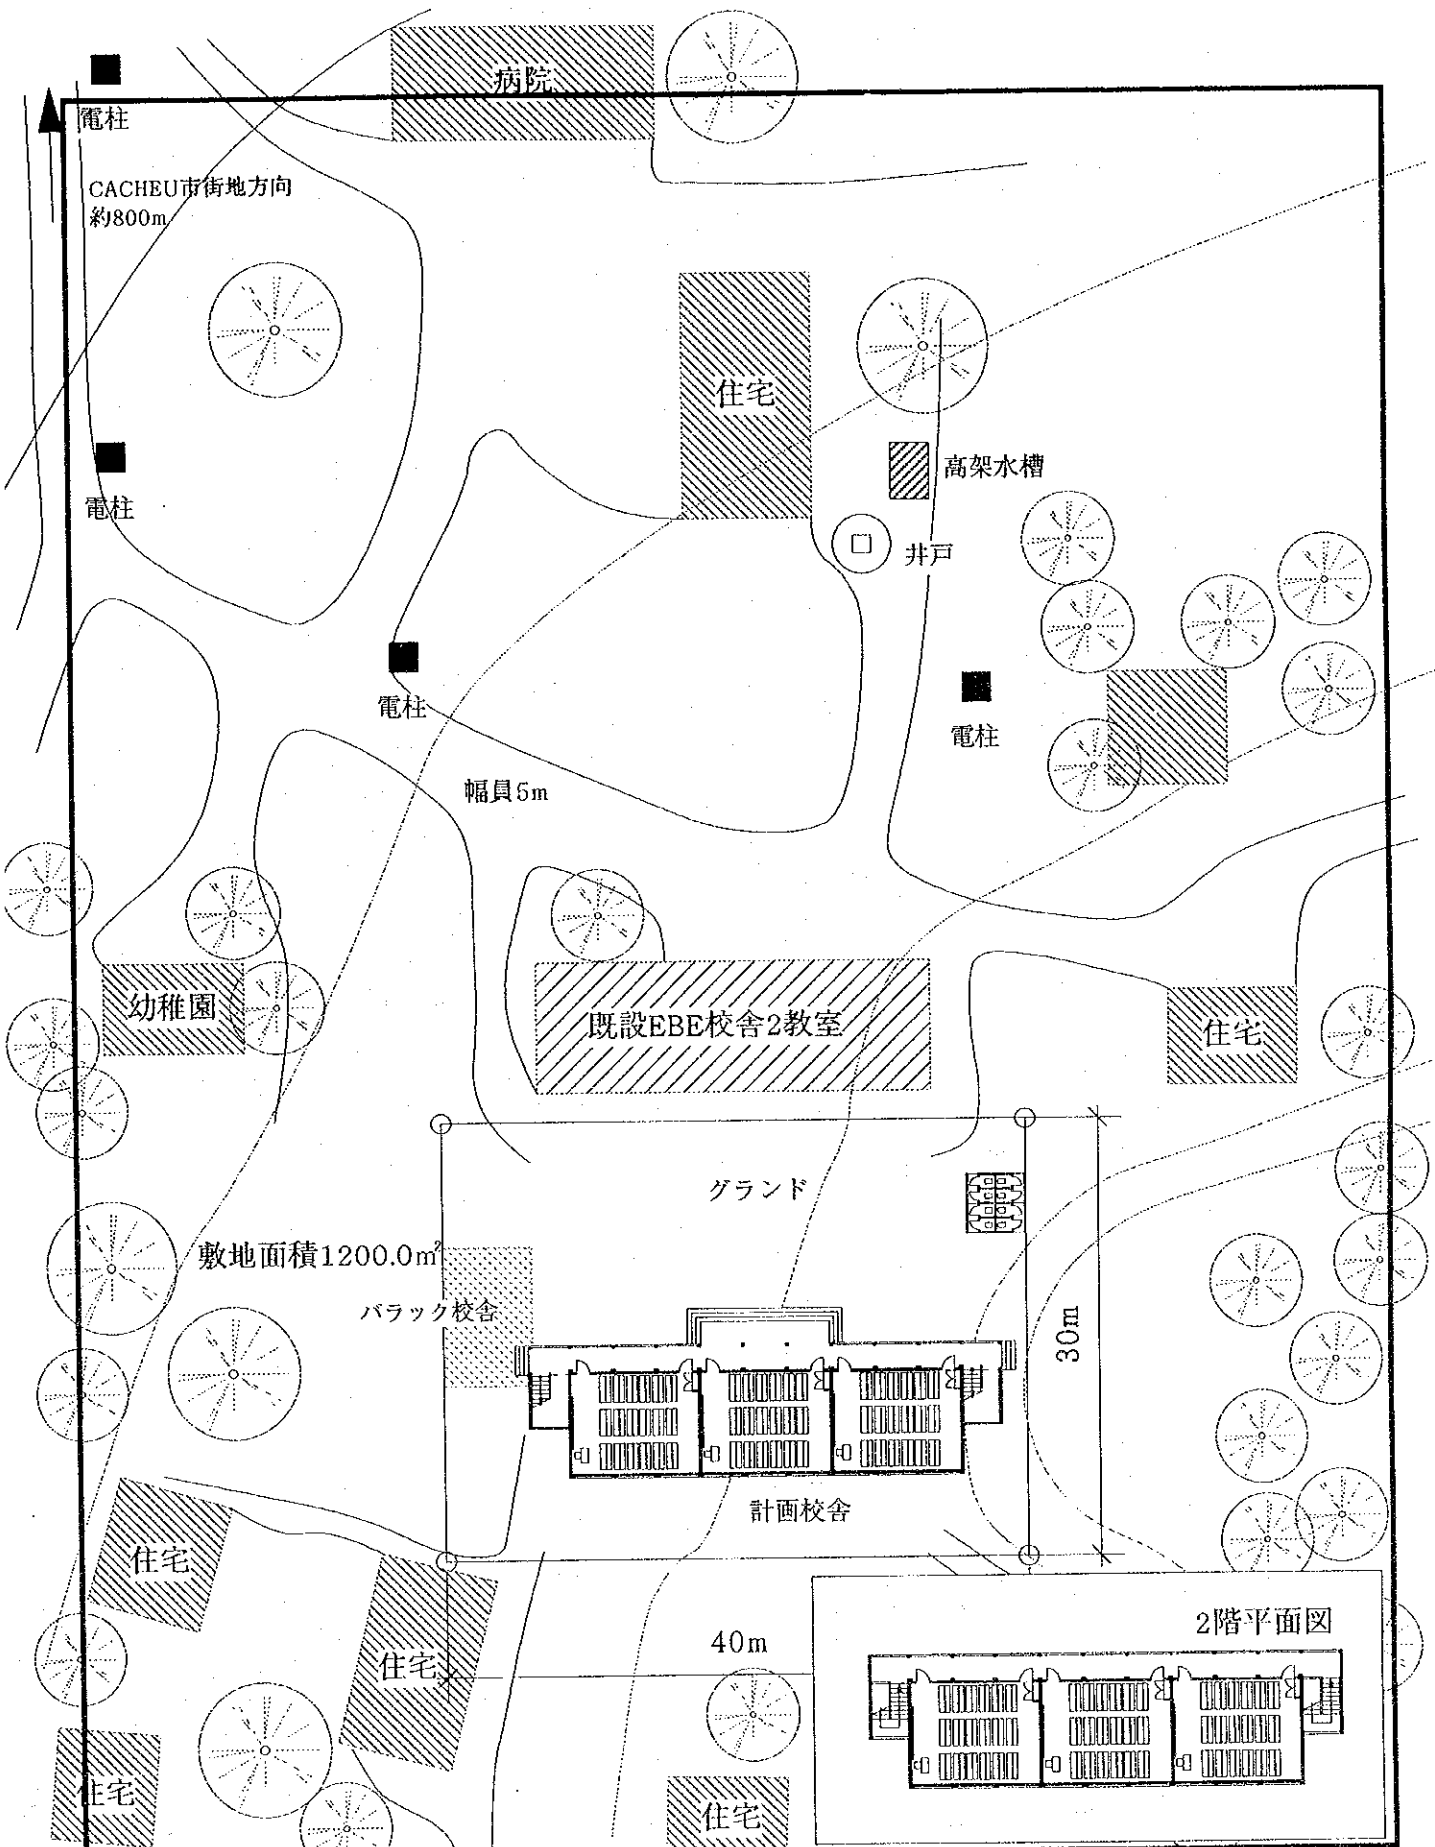 病院
電柱
CACHEU市街地方向
約800m
住宅
高架水槽
電柱
井戸
電柱
電柱
幅員5m
幼稚園
既設EBE校舎2教室
住宅
グランド
敷地面積1200.0㎡
バラック校舎
30m
計画校舎
住宅
2階平面図
40m
住宅
住宅
住宅